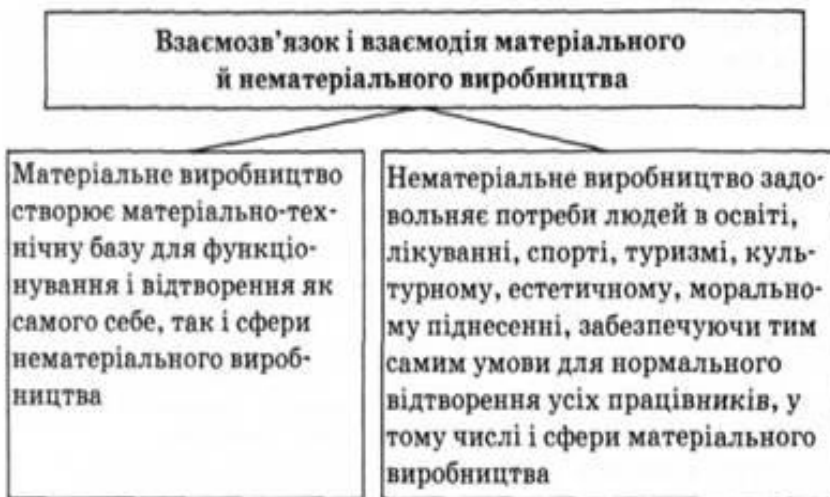 Взаємозв'язок і взаємодія матеріального
й нематеріального виробництва
Матеріальне виробництво
створює матеріально-тех-
нічну базу для функціо-
нування і відтворення як
самого себе, так і сфери
нематеріального вироб-
ництва
Нематеріальне виробництво задо-
вольняє потреби людей в освіті,
лікуванні, спорті, туризмі, куль-
турному, естетичному, морально-
му піднесенні, забезпечуючи тим
самим умови для нормального
відтворення усіх працівників, у
тому числі і сфери матеріального
виробництва